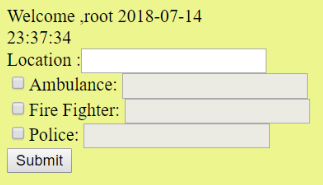 Welcome ,root 2018-07-14
23:37:34
Location :
Ambulance:
Fire Fighter:
Police:
Submit